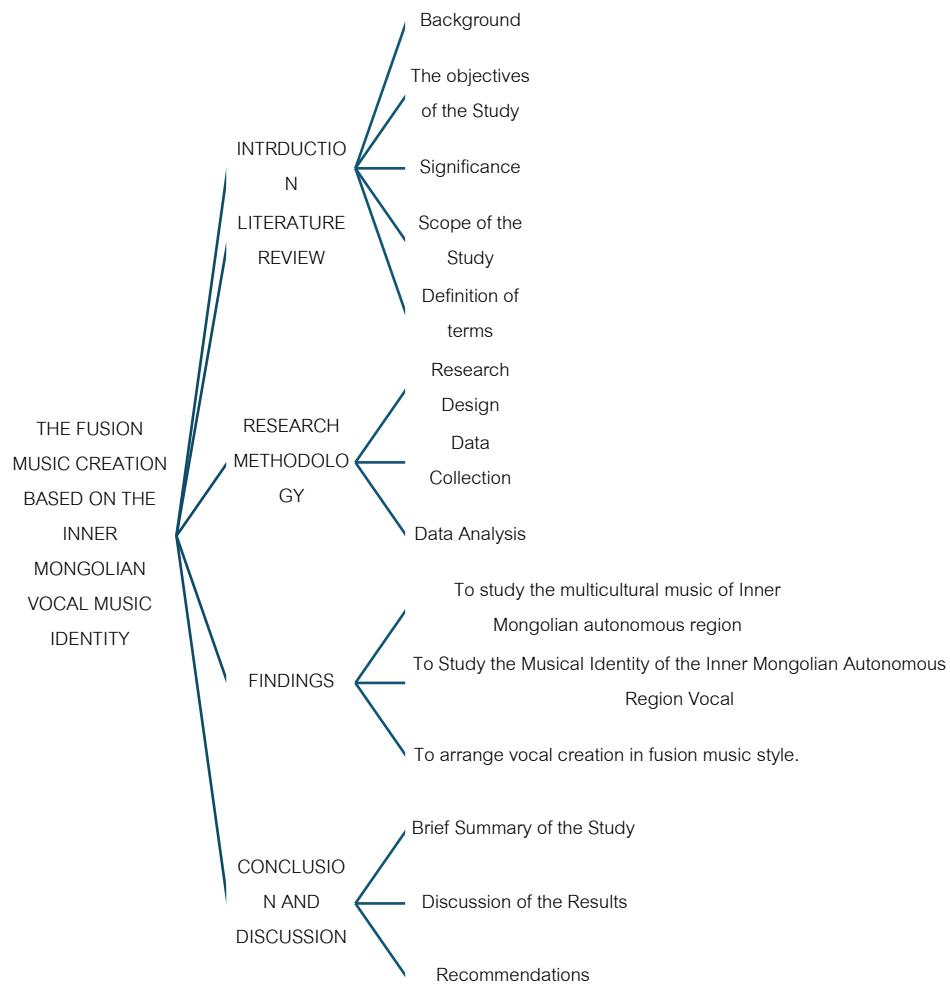 THE FUSION
MUSIC CREATION
BASED ON THE
INNER
MONGOLIAN
VOCAL MUSIC
IDENTITY
INTRDUCTIO
N
LITERATURE
REVIEW
RESEARCH
METHODOLO
GY
FINDINGS
CONCLUSIO
N AND
DISCUSSION
Background
The objectives
of the Study
Significance
Scope of the
Study
Definition of
terms
Research
Design
Data
Collection
Data Analysis
To study the multicultural music of Inner
Mongolian autonomous region
To Study the Musical Identity of the Inner Mongolian Autonomous
Region Vocal
To arrange vocal creation in fusion music style.
Brief Summary of the Study
Discussion of the Results
Recommendations